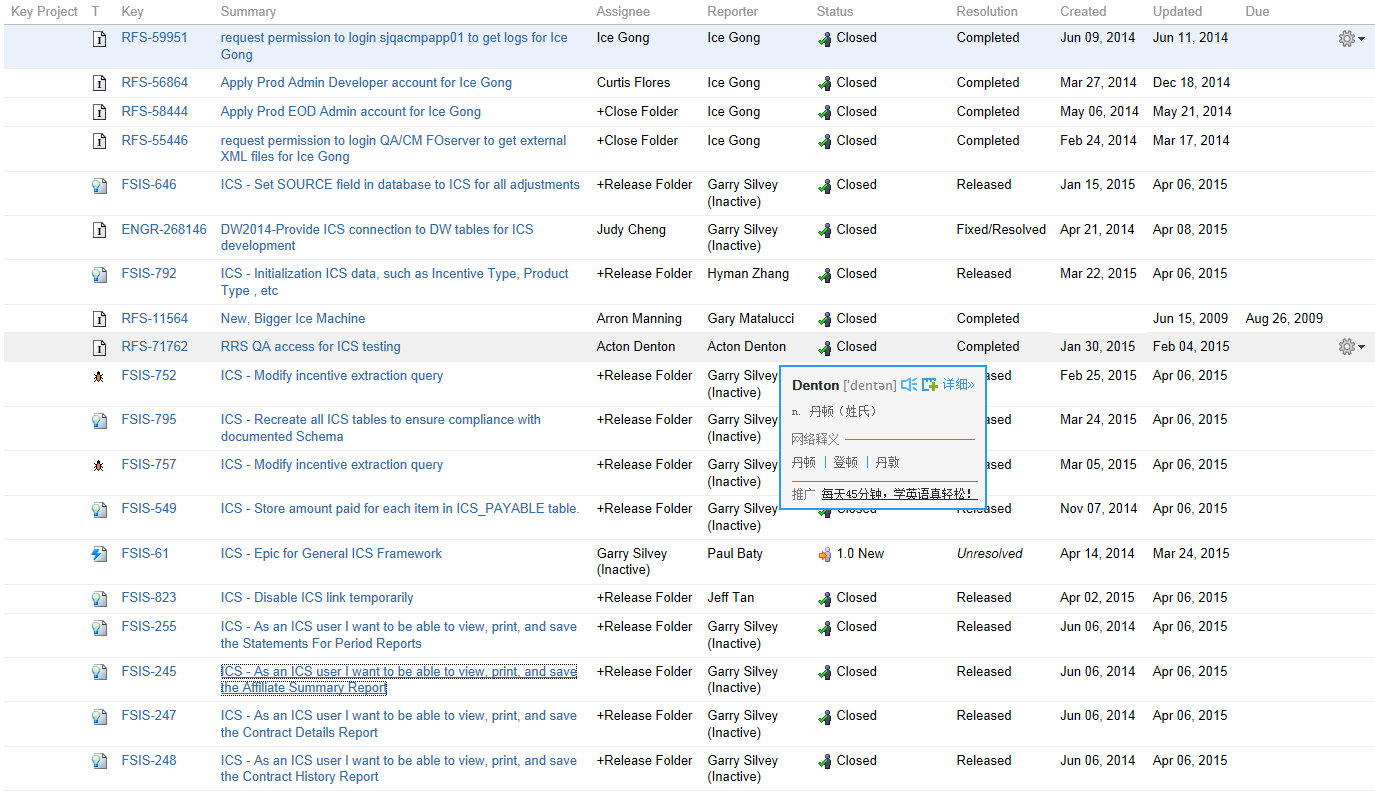 Key Project T Key Summary Assignee Reporter Status Resolution Created Updated Due
RFS-59951 request permission to login sjqacmpapp01 to get logs for Ice Ice Gong Ice Gong Closed Completed Jun 09, 2014 Jun 11, 2014
Gong
RFS-56864 Apply Prod Admin Developer account for Ice Gong Curtis Flores Ice Gong Closed Completed Mar 27, 2014 Dec 18, 2014
RFS-58444 Apply Prod EOD Admin account for Ice Gong +Close Folder Ice Gong Closed Completed May 06, 2014 May 21, 2014
RFS-55446 request permission to login QA/CM FOserver to get external +Close Folder Ice Gong Closed Completed Feb 24, 2014 Mar 17, 2014
XML files for Ice Gong
FSIS-646 ICS - Set SOURCE field in database to ICS for all adjustments +Release Folder Garry Silvey Closed Released Jan 15, 2015 Apr 06, 2015
(Inactive)
ENGR-268146 DW2014-Provide ICS connection to DW tables for ICS Judy Cheng Garry Silvey Closed Fixed/Resolved Apr 21, 2014 Apr 08, 2015
development (Inactive)
FSIS-792 ICS - Initialization ICS data, such as Incentive Type, Product +Release Folder Hyman Zhang Closed Released Mar 22, 2015 Apr 06, 2015
Type , etc
RFS-11564 New, Bigger Ice Machine Arron Manning Gary Matalucci Closed Completed Jun 15, 2009 Aug 26, 2009
RFS-71762 RRS QA access for ICS testing Acton Denton Acton Denton Closed Completed Jan 30, 2015 Feb 04, 2015
FSIS-752 ICS - Modify incentive extraction query +Release Folder Garry Silvey ased Feb 25, 2015 Apr 06, 2015
(Inactive)
Denton ['dentən] 详细»
n. 丹顿（姓氏）
网络释义
丹顿 | 登顿 | 丹敦
推广 每天45分钟，学英语真轻松！
FSIS-795 ICS - Recreate all ICS tables to ensure compliance with +Release Folder Garry Silvey ased Mar 24, 2015 Apr 06, 2015
documented Schema (Inactive)
FSIS-757 ICS - Modify incentive extraction query +Release Folder Garry Silvey ased Mar 05, 2015 Apr 06, 2015
(Inactive)
FSIS-549 ICS - Store amount paid for each item in ICS_PAYABLE table. +Release Folder Garry Silvey Closed Released Nov 07, 2014 Apr 06, 2015
(Inactive)
FSIS-61 ICS - Epic for General ICS Framework Garry Silvey Paul Baty 1.0 New Unresolved Apr 14, 2014 Mar 24, 2015
(Inactive)
FSIS-823 ICS - Disable ICS link temporarily +Release Folder Jeff Tan Closed Released Apr 02, 2015 Apr 06, 2015
FSIS-255 ICS - As an ICS user I want to be able to view, print, and save +Release Folder Garry Silvey Closed Released Jun 06, 2014 Apr 06, 2015
the Statements For Period Reports (Inactive)
FSIS-245 ICS - As an ICS user I want to be able to view, print, and save +Release Folder Garry Silvey Closed Released Jun 06, 2014 Apr 06, 2015
the Affiliate Summary Report (Inactive)
FSIS-247 ICS - As an ICS user I want to be able to view, print, and save +Release Folder Garry Silvey Closed Released Jun 06, 2014 Apr 06, 2015
the Contract Details Report (Inactive)
FSIS-248 ICS - As an ICS user I want to be able to view, print, and save +Release Folder Garry Silvey Closed Released Jun 06, 2014 Apr 06, 2015
the Contract History Report (Inactive)